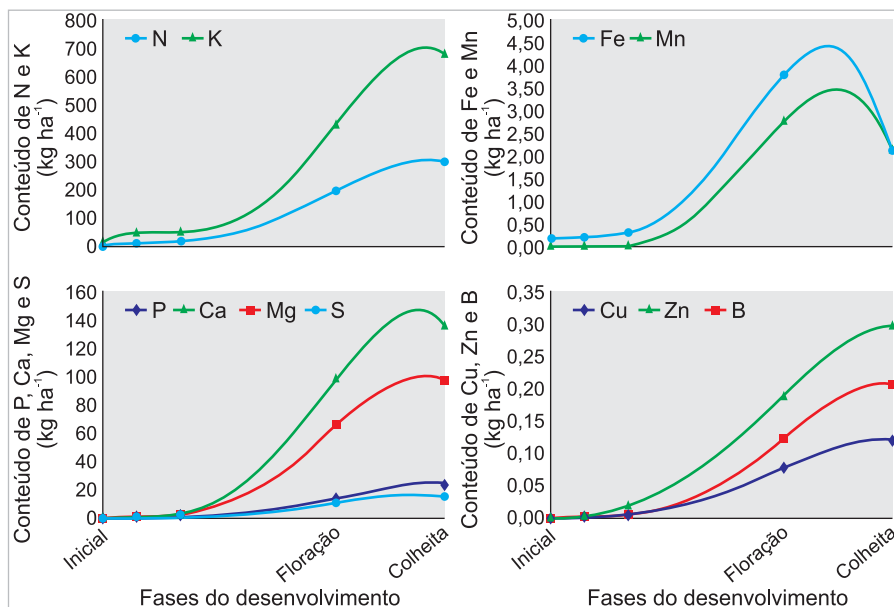 Conteúdo de N e K
(kg ha⁻¹)
800
700
600
500
400
300
200
100
0
N K
Conteúdo de Fe e Mn
(kg ha⁻¹)
5,00
4,50
4,00
3,50
3,00
2,50
2,00
1,50
1,00
0,50
0,00
Fe Mn
Conteúdo de P, Ca, Mg e S
(kg ha⁻¹)
160
140
120
100
80
60
40
20
0
P Ca Mg S
Inicial
Floração
Colheita
Fases do desenvolvimento
Conteúdo de Cu, Zn e B
(kg ha⁻¹)
0,35
0,30
0,25
0,20
0,15
0,10
0,05
0,00
Cu Zn B
Inicial
Floração
Colheita
Fases do desenvolvimento